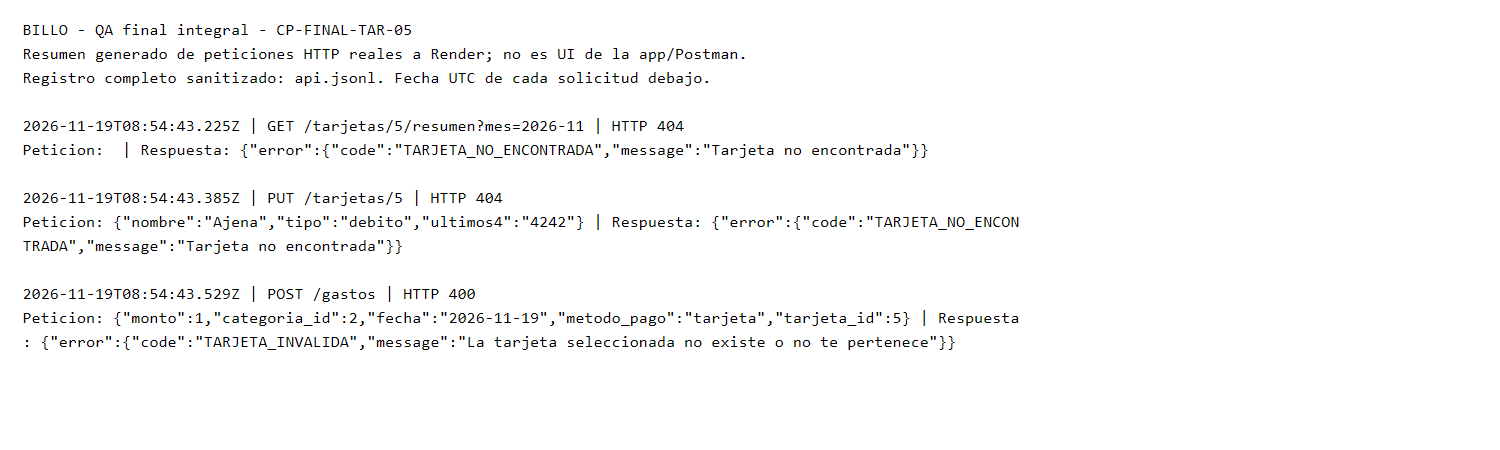 BILLO - QA final integral - CP-FINAL-TAR-05
Resumen generado de peticiones HTTP reales a Render; no es UI de la app/Postman.
Registro completo sanitizado: api.jsonl. Fecha UTC de cada solicitud debajo.
2026-11-19T08:54:43.225Z | GET /tarjetas/5/resumen?mes=2026-11 | HTTP 404
Peticion:  | Respuesta: {"error":{"code":"TARJETA_NO_ENCONTRADA","message":"Tarjeta no encontrada"}}
2026-11-19T08:54:43.385Z | PUT /tarjetas/5 | HTTP 404
Peticion: {"nombre":"Ajena","tipo":"debito","ultimos4":"4242"} | Respuesta: {"error":{"code":"TARJETA_NO_ENCON
TRADA","message":"Tarjeta no encontrada"}}
2026-11-19T08:54:43.529Z | POST /gastos | HTTP 400
Peticion: {"monto":1,"categoria_id":2,"fecha":"2026-11-19","metodo_pago":"tarjeta","tarjeta_id":5} | Respuesta
: {"error":{"code":"TARJETA_INVALIDA","message":"La tarjeta seleccionada no existe o no te pertenece"}}